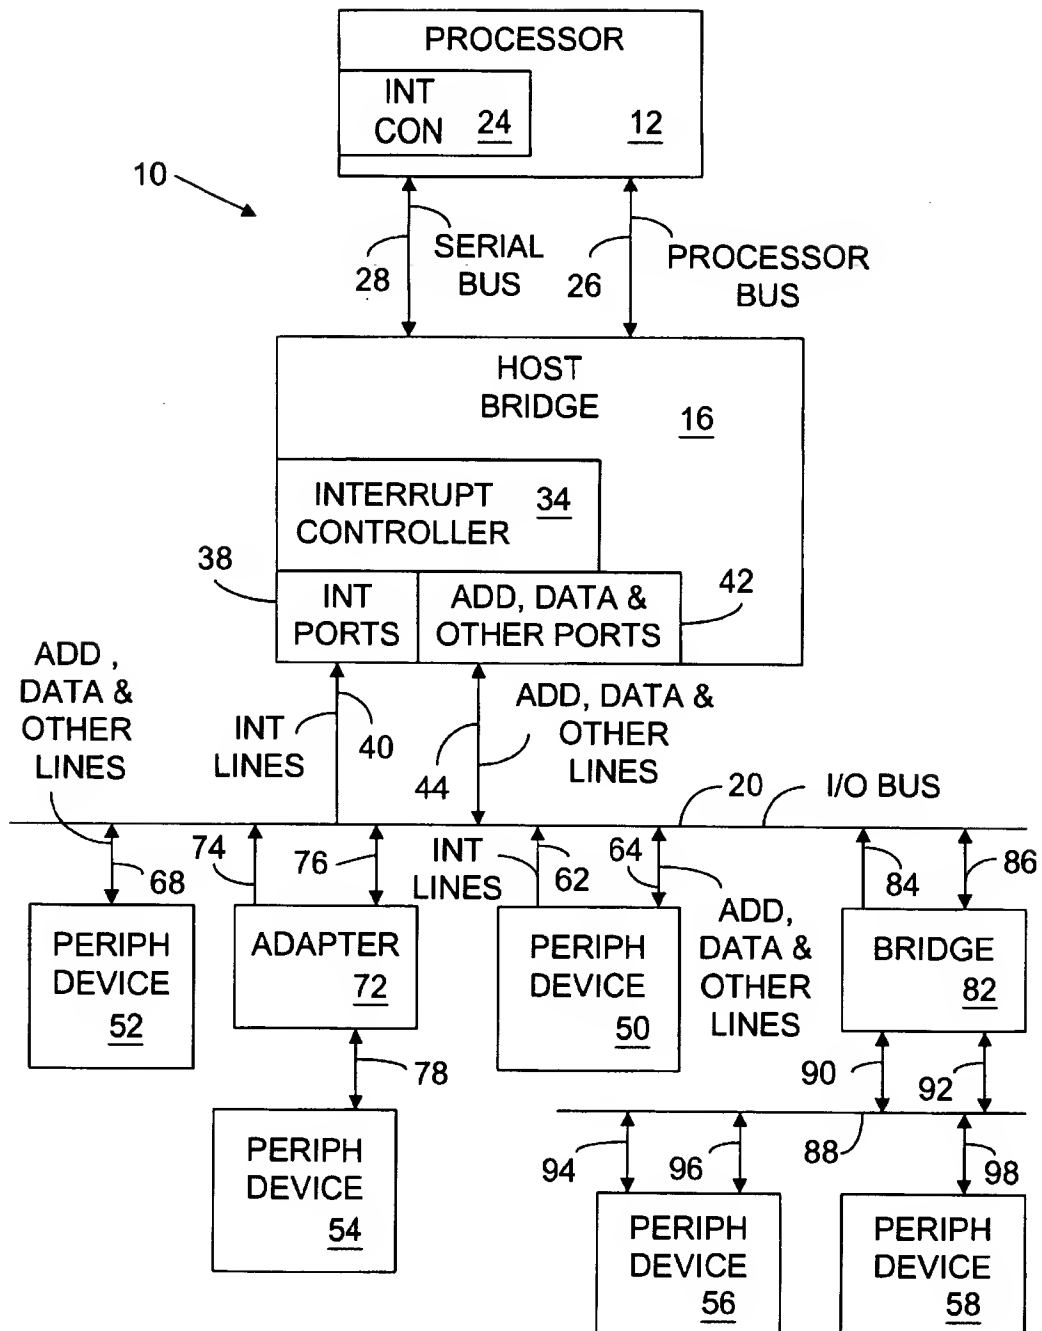 PROCESSOR
INT
CON
24
12
10
28
SERIAL
BUS
26
PROCESSOR
BUS
HOST
BRIDGE
16
INTERRUPT
CONTROLLER
34
38
INT
PORTS
ADD, DATA &
OTHER PORTS
42
ADD ,
DATA &
OTHER
LINES
INT
LINES
40
44
ADD, DATA &
OTHER
LINES
20
I/O BUS
68
74
76
INT
LINES
62
64
ADD,
DATA &
OTHER
LINES
84
86
PERIPH
DEVICE
52
ADAPTER
72
PERIPH
DEVICE
50
BRIDGE
82
78
90
92
PERIPH
DEVICE
54
88
94
96
98
PERIPH
DEVICE
56
PERIPH
DEVICE
58